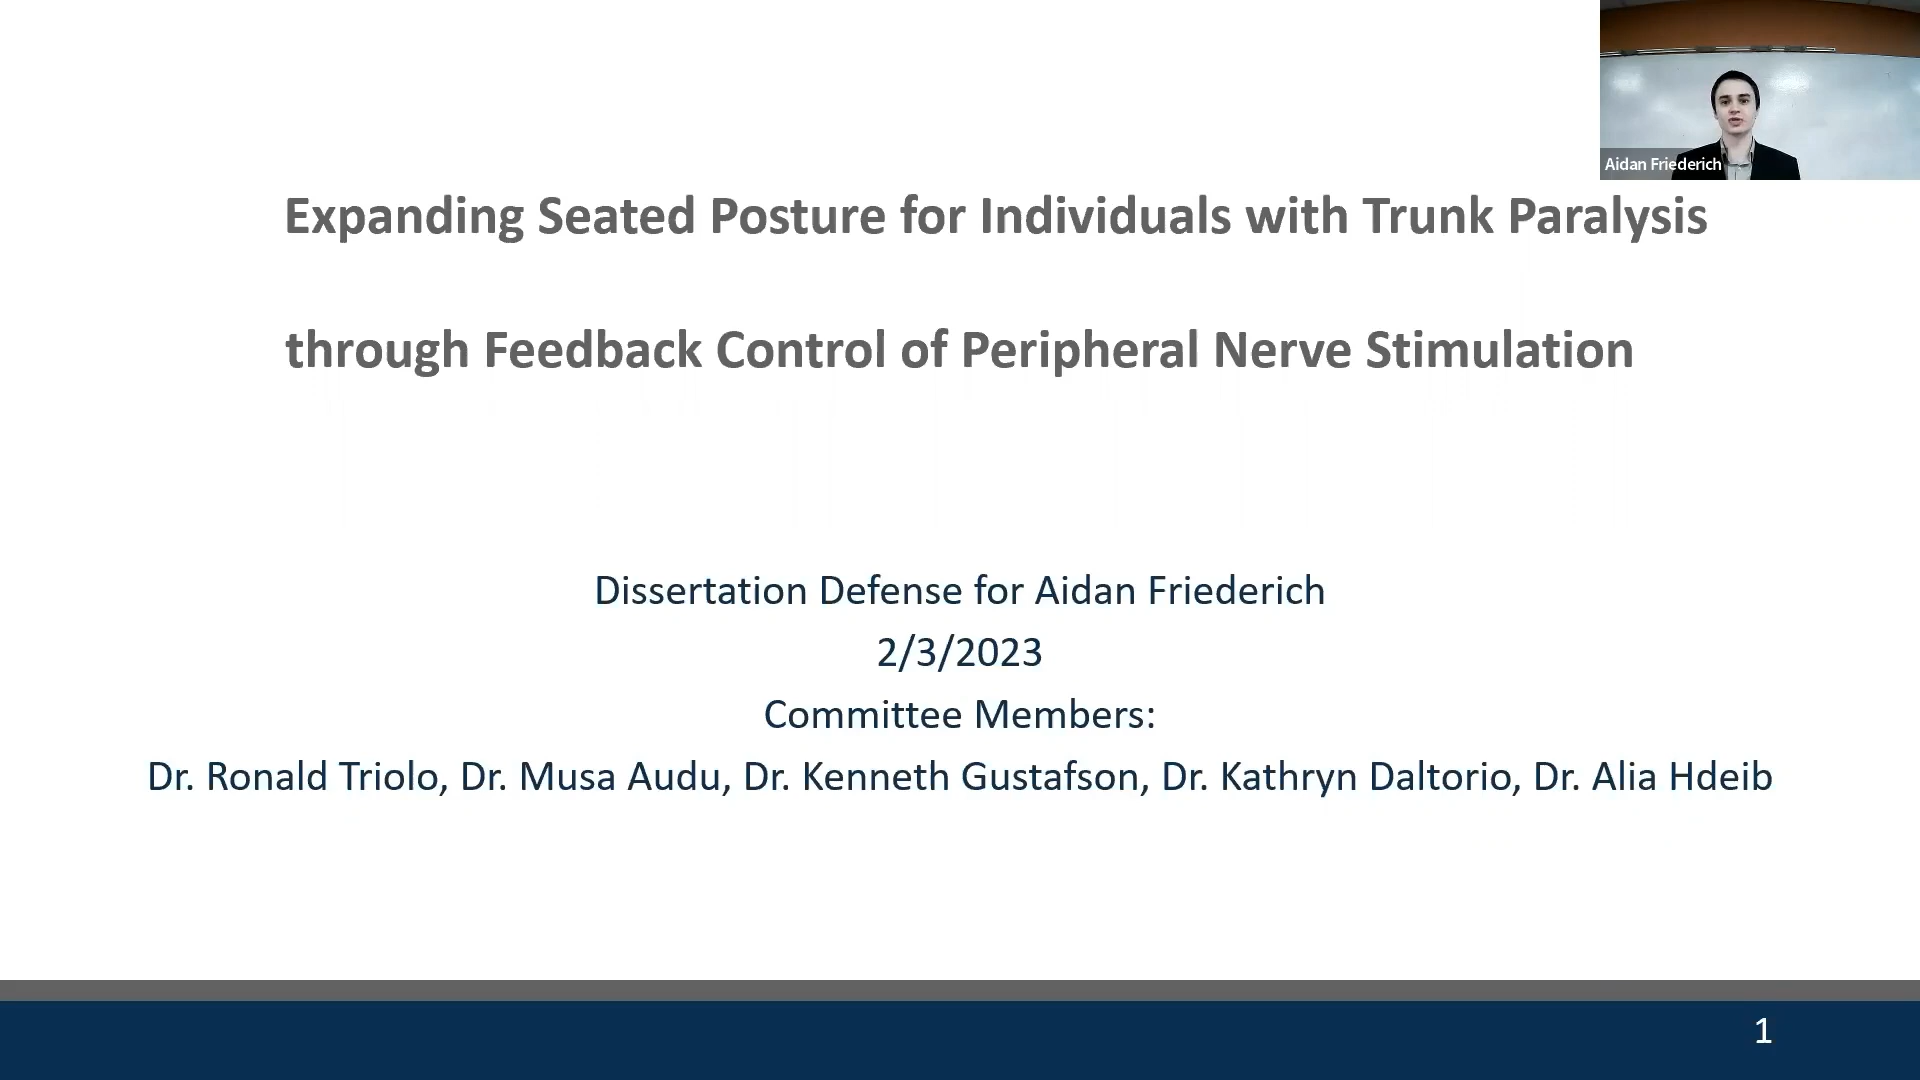 Aidan Friederich
Expanding Seated Posture for Individuals with Trunk Paralysis
through Feedback Control of Peripheral Nerve Stimulation
Dissertation Defense for Aidan Friederich
2/3/2023
Committee Members:
Dr. Ronald Triolo, Dr. Musa Audu, Dr. Kenneth Gustafson, Dr. Kathryn Daltorio, Dr. Alia Hdeib
1